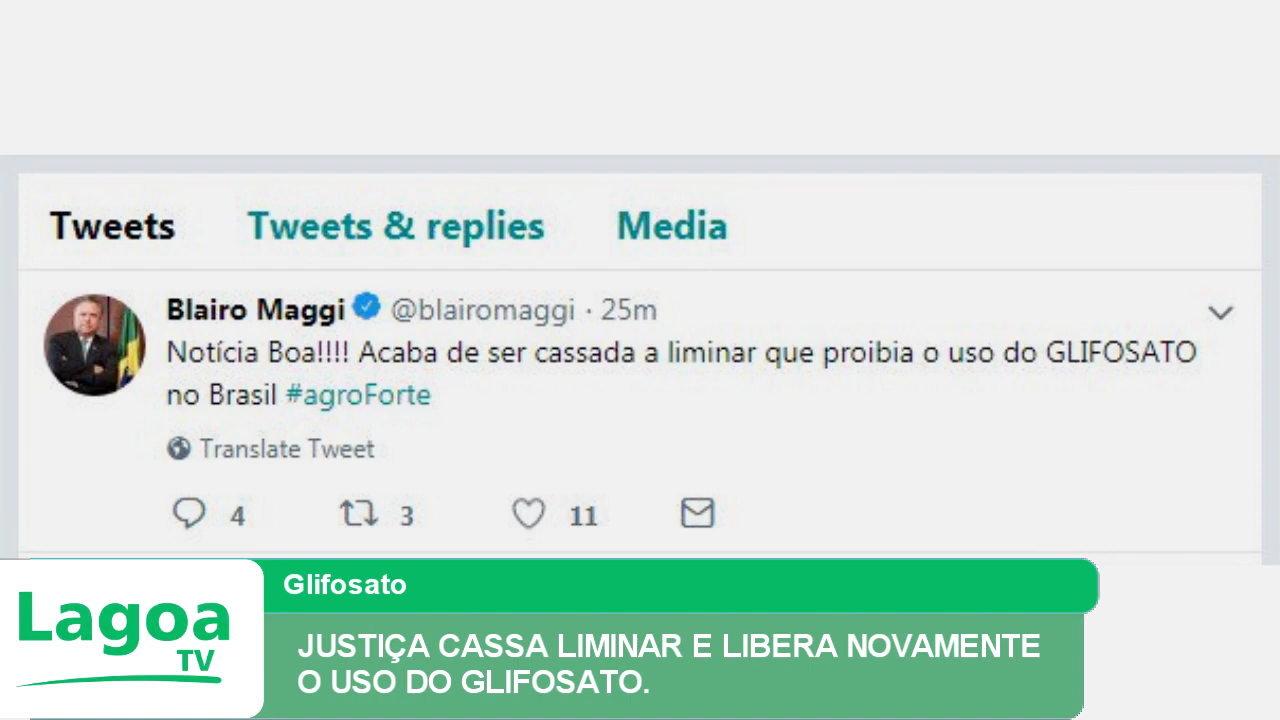 Tweets Tweets & replies Media
Blairo Maggi @blairomaggi · 25m
Notícia Boa!!!! Acaba de ser cassada a liminar que proibia o uso do GLIFOSATO
no Brasil #agroForte
Translate Tweet
4 3 11
Glifosato
Lagoa
TV
JUSTIÇA CASSA LIMINAR E LIBERA NOVAMENTE
O USO DO GLIFOSATO.